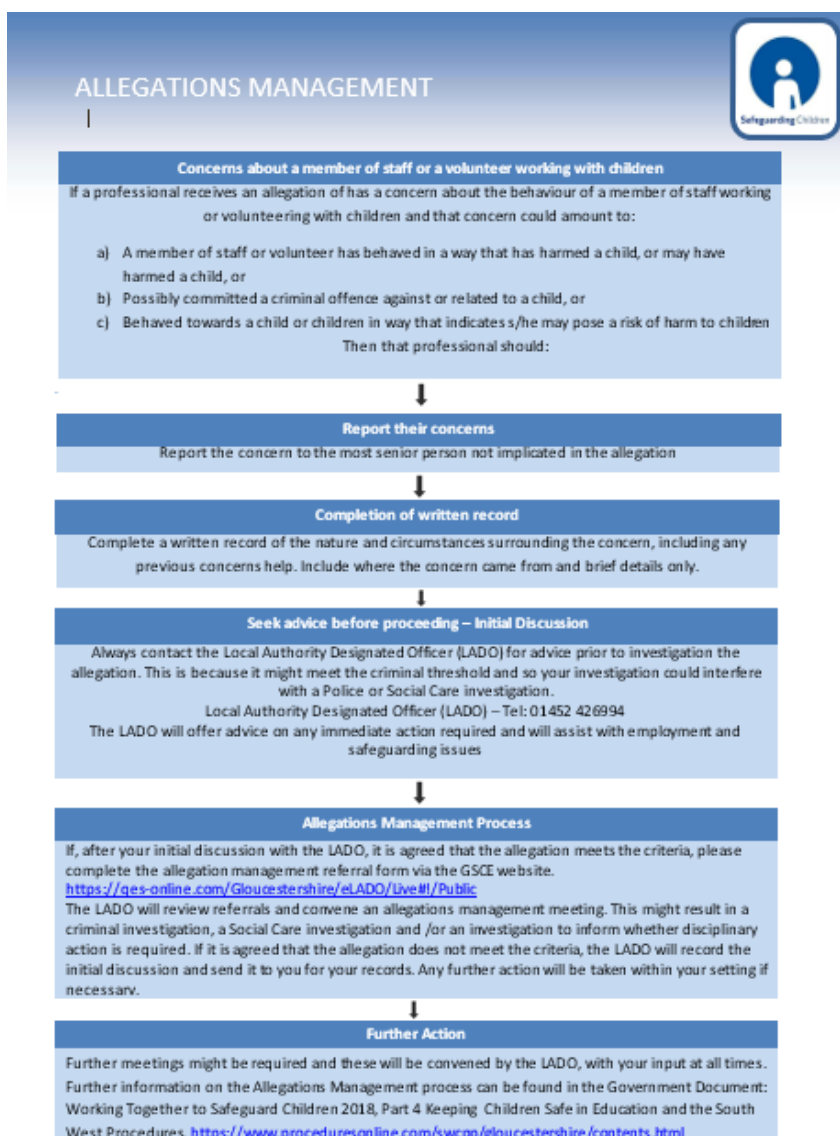 ALLEGATIONS MANAGEMENT
Safeguarding Children
Concerns about a member of staff or a volunteer working with children
If a professional receives an allegation of has a concern about the behaviour of a member of staff working
or volunteering with children and that concern could amount to:
a) A member of staff or volunteer has behaved in a way that has harmed a child, or may have
harmed a child, or
b) Possibly committed a criminal offence against or related to a child, or
c) Behaved towards a child or children in way that indicates s/he may pose a risk of harm to children
Then that professional should:
Report their concerns
Report the concern to the most senior person not implicated in the allegation
Completion of written record
Complete a written record of the nature and circumstances surrounding the concern, including any
previous concerns help. Include where the concern came from and brief details only.
Seek advice before proceeding – Initial Discussion
Always contact the Local Authority Designated Officer (LADO) for advice prior to investigation the
allegation. This is because it might meet the criminal threshold and so your investigation could interfere
with a Police or Social Care investigation.
Local Authority Designated Officer (LADO) – Tel: 01452 426994
The LADO will offer advice on any immediate action required and will assist with employment and
safeguarding issues
Allegations Management Process
If, after your initial discussion with the LADO, it is agreed that the allegation meets the criteria, please
complete the allegation management referral form via the GSCE website.
https://qes-online.com/Gloucestershire/eLADO/Live#!/Public
The LADO will review referrals and convene an allegations management meeting. This might result in a
criminal investigation, a Social Care investigation and /or an investigation to inform whether disciplinary
action is required. If it is agreed that the allegation does not meet the criteria, the LADO will record the
initial discussion and send it to you for your records. Any further action will be taken within your setting if
necessary.
Further Action
Further meetings might be required and these will be convened by the LADO, with your input at all times.
Further information on the Allegations Management process can be found in the Government Document:
Working Together to Safeguard Children 2018, Part 4 Keeping Children Safe in Education and the South
West Procedures. https://www.proceduresonline.com/swcpp/gloucestershire/contents.html